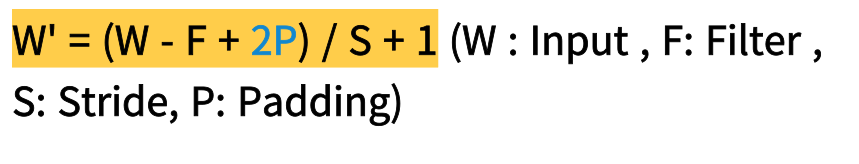 W' = (W - F + 2P) / S + 1 (W : Input , F: Filter ,
S: Stride, P: Padding)